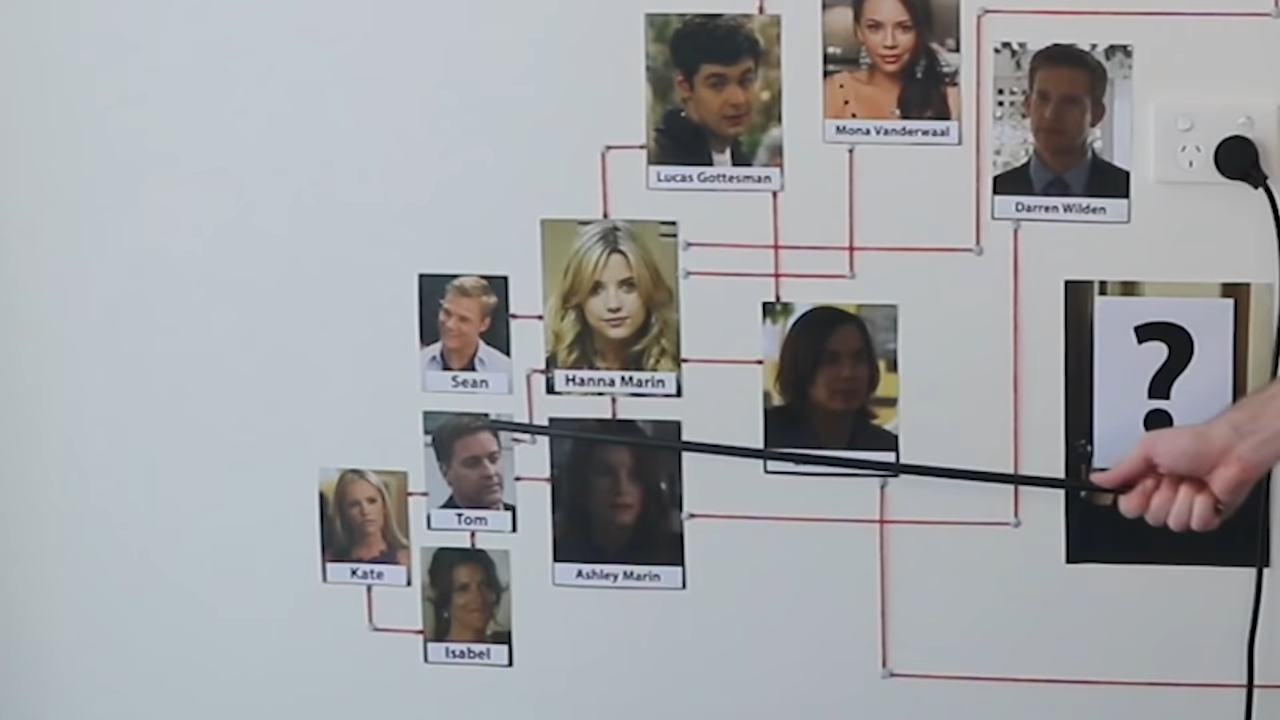 Mona Vanderwaal
Lucas Gottesman
Darren Wilden
Sean
Hanna Marin
?
Tom
Kate
Ashley Marin
Isabel